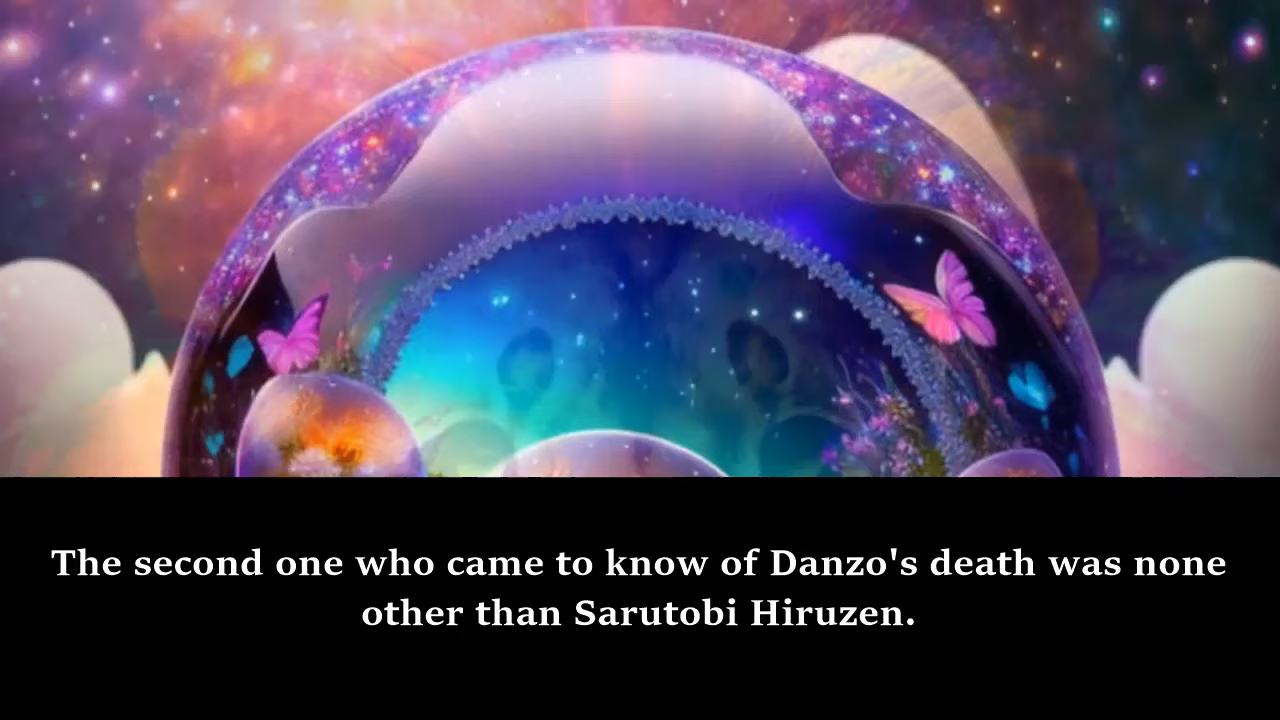 The second one who came to know of Danzo's death was none
other than Sarutobi Hiruzen.